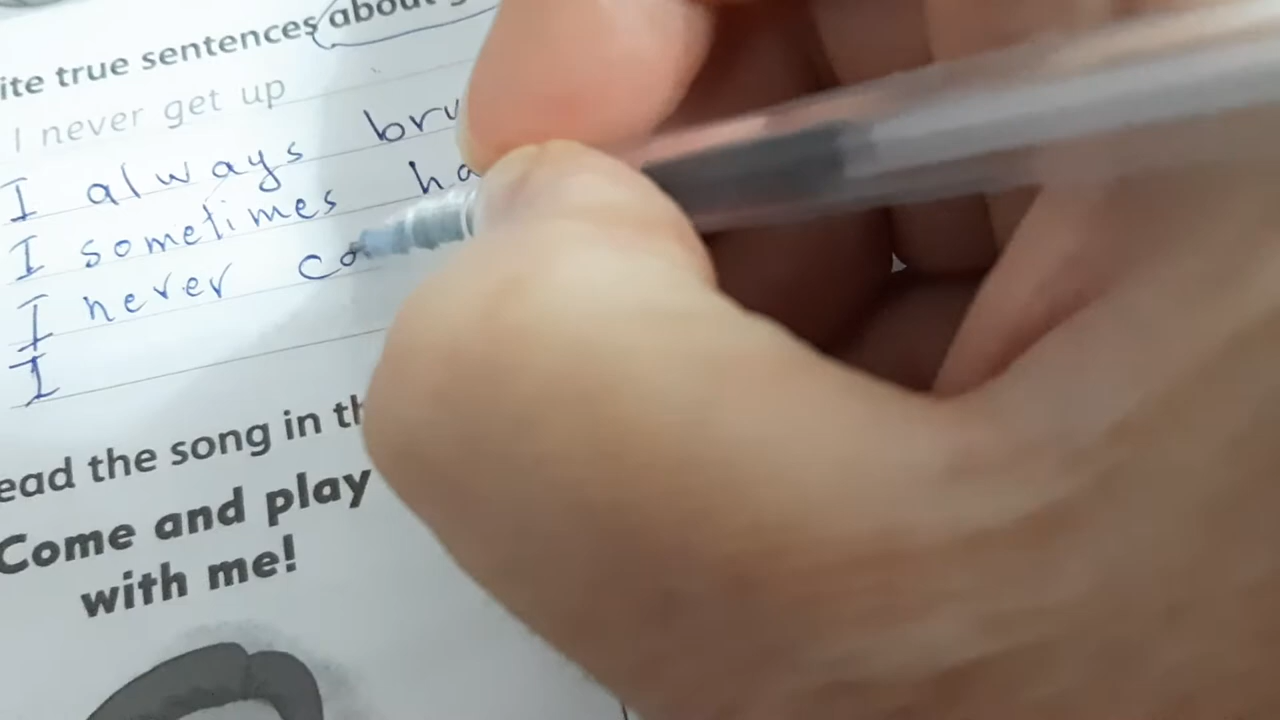 ite true sentences about
I never get up
I always bru
I sometimes ha
I never co
I
ead the song in th
Come and play
with me!